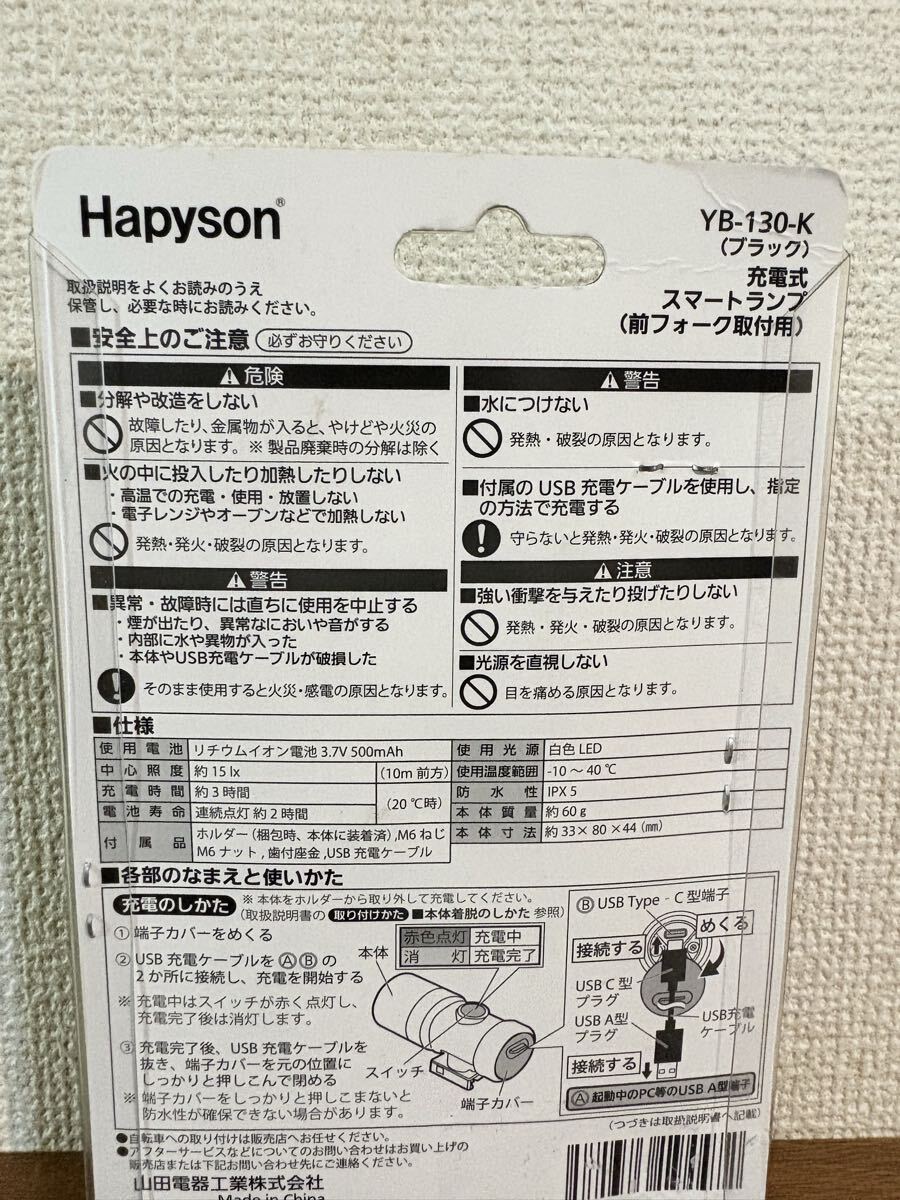 Hapyson®
YB-130-K
(ブラック)
充電式
スマートランプ
(前フォーク取付用)
取扱説明をよくお読みのうえ
保管し、必要な時にお読みください。
■安全上のご注意 必ずお守りください
⚠危険
■分解や改造をしない
故障したり、金属物が入ると、やけどや火災の
原因となります。※ 製品廃棄時の分解は除く
■火の中に投入したり加熱したりしない
・高温での充電・使用・放置しない
・電子レンジやオーブンなどで加熱しない
発熱・発火・破裂の原因となります。
⚠警告
■異常・故障時には直ちに使用を中止する
・煙が出たり、異常なにおいや音がする
・内部に水や異物が入った
・本体やUSB充電ケーブルが破損した
そのまま使用すると火災・感電の原因となります。
⚠警告
■水につけない
発熱・破裂の原因となります。
■付属の USB 充電ケーブルを使用し、指定
の方法で充電する
守らないと発熱・発火・破裂の原因となります。
⚠注意
■強い衝撃を与えたり投げたりしない
発熱・発火・破裂の原因となります。
■光源を直視しない
目を痛める原因となります。
■仕様
使用電池 リチウムイオン電池 3.7V 500mAh
中心照度 約 15 lx (10m 前方)
充電時間 約 3 時間 (20℃時)
電池寿命 連続点灯 約 2 時間
付属品 ホルダー(梱包時、本体に装着済),M6 ねじ
M6 ナット,歯付座金,USB 充電ケーブル
使用光源 白色 LED
使用温度範囲 -10～40℃
防水性 IPX 5
本体質量 約 60 g
本体寸法 約 33×80×44(mm)
■各部のなまえと使いかた
充電のしかた ※ 本体をホルダーから取り外して充電してください。
(取扱説明書の 取り付けかた ■本体着脱のしかた 参照)
① 端子カバーをめくる
② USB 充電ケーブルを Ⓐ Ⓑ の
2 か所に接続し、充電を開始する
※ 充電中はスイッチが赤く点灯し、
充電完了後は消灯します。
③ 充電完了後、USB 充電ケーブルを
抜き、端子カバーを元の位置に
しっかりと押しこんで閉める
※ 端子カバーをしっかりと押しこまないと
防水性が確保できない場合があります。
赤色点灯 充電中
消灯 充電完了
本体
スイッチ
端子カバー
Ⓑ USB Type - C 型端子
接続する
めくる
USB C 型
プラグ
USB A型
プラグ
USB充電
ケーブル
接続する
Ⓐ 起動中のPC等のUSB A型端子
(つづきは取扱説明書へ記載)
●自転車への取り付けは販売店へお任せください。
●アフターサービスなどについてのお問い合わせはお買い上げの
販売店または下記お問い合わせ先にご連絡ください。
山田電器工業株式会社
Made in China